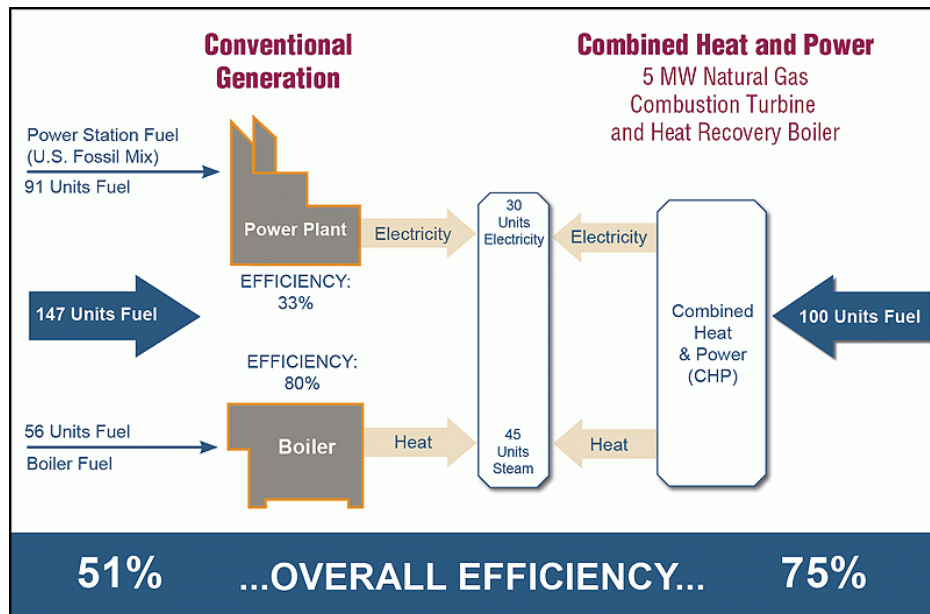 Conventional
Generation
Combined Heat and Power
5 MW Natural Gas
Combustion Turbine
and Heat Recovery Boiler
Power Station Fuel
(U.S. Fossil Mix)
91 Units Fuel
Power Plant
Electricity
30
Units
Electricity
Electricity
EFFICIENCY:
33%
147 Units Fuel
Combined
Heat
& Power
(CHP)
100 Units Fuel
EFFICIENCY:
80%
56 Units Fuel
Boiler Fuel
Boiler
Heat
45
Units
Steam
Heat
51% ...OVERALL EFFICIENCY... 75%